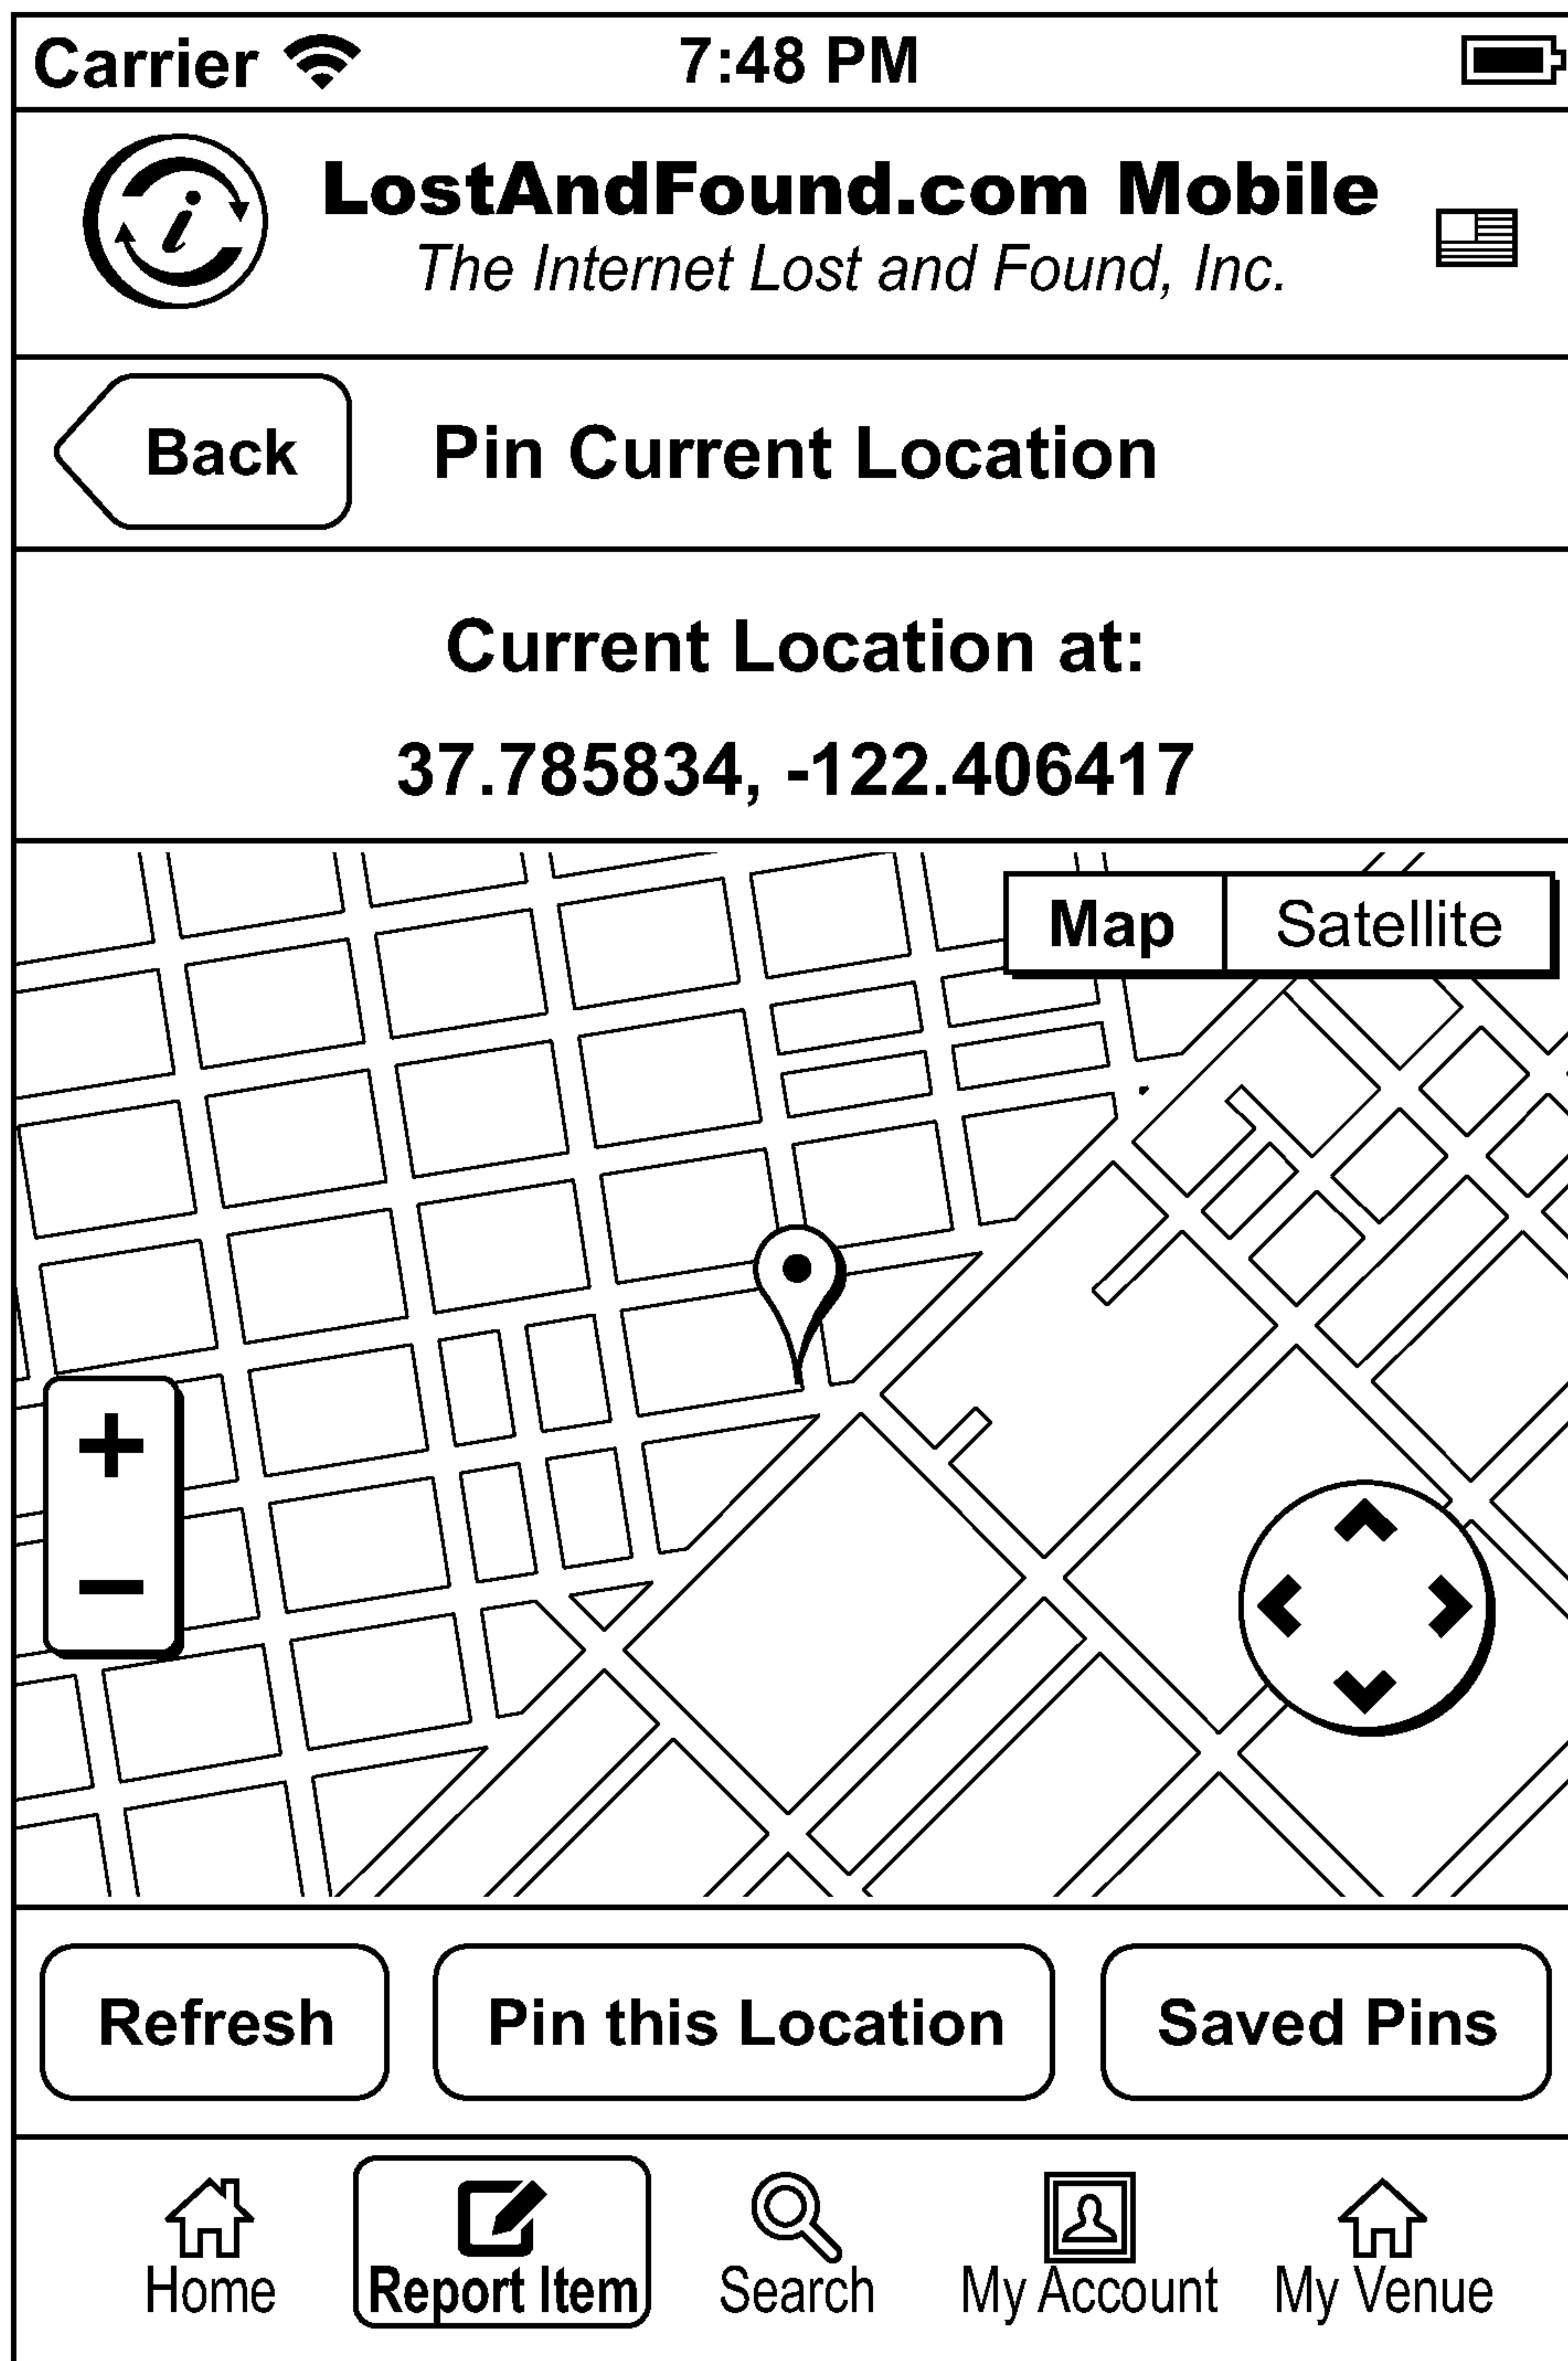 Carrier 7:48 PM
i
LostAndFound.com Mobile
The Internet Lost and Found, Inc.
Back Pin Current Location
Current Location at:
37.785834, -122.406417
Map Satellite
+
−
Refresh Pin this Location Saved Pins
Home Report Item Search My Account My Venue